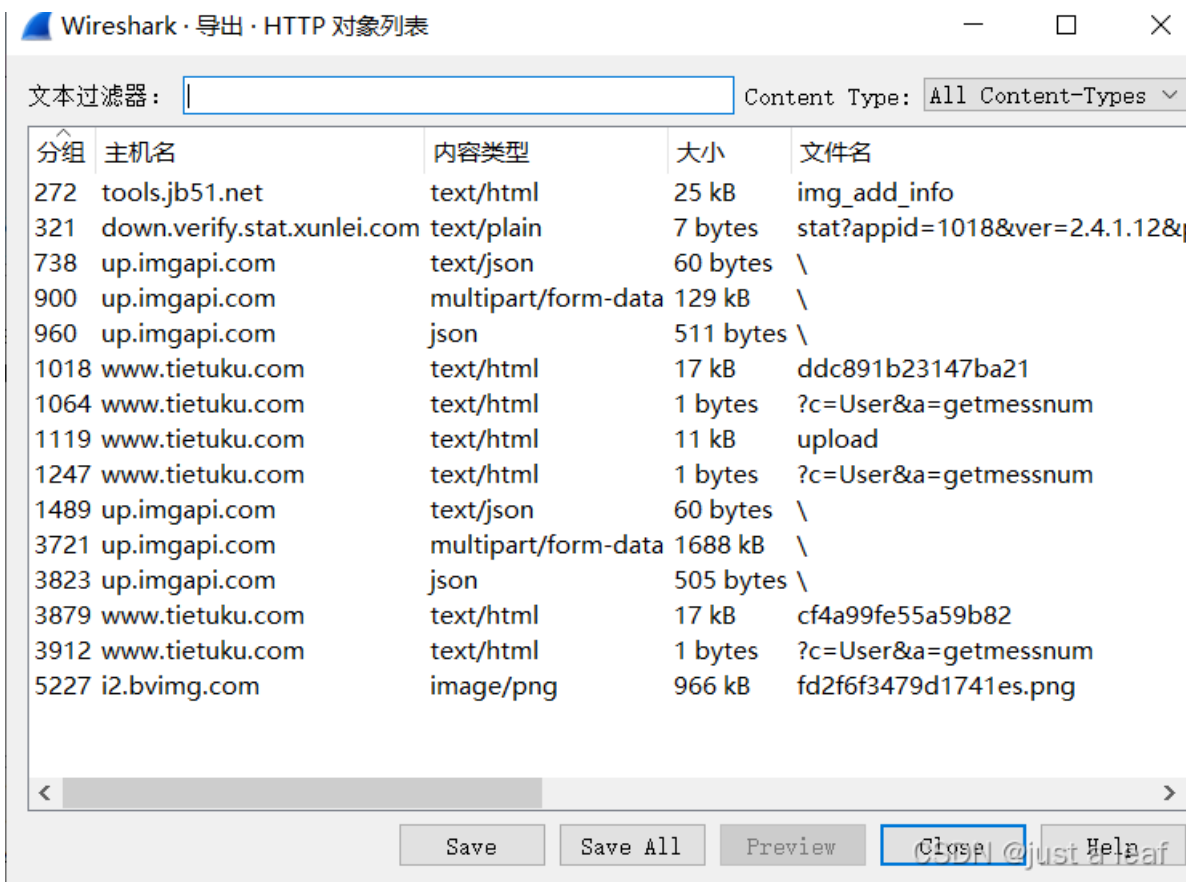 Wireshark · 导出 · HTTP 对象列表
文本过滤器： Content Type: All Content-Types
分组 主机名 内容类型 大小 文件名
272 tools.jb51.net text/html 25 kB img_add_info
321 down.verify.stat.xunlei.com text/plain 7 bytes stat?appid=1018&ver=2.4.1.12&p
738 up.imgapi.com text/json 60 bytes \
900 up.imgapi.com multipart/form-data 129 kB \
960 up.imgapi.com json 511 bytes \
1018 www.tietuku.com text/html 17 kB ddc891b23147ba21
1064 www.tietuku.com text/html 1 bytes ?c=User&a=getmessnum
1119 www.tietuku.com text/html 11 kB upload
1247 www.tietuku.com text/html 1 bytes ?c=User&a=getmessnum
1489 up.imgapi.com text/json 60 bytes \
3721 up.imgapi.com multipart/form-data 1688 kB \
3823 up.imgapi.com json 505 bytes \
3879 www.tietuku.com text/html 17 kB cf4a99fe55a59b82
3912 www.tietuku.com text/html 1 bytes ?c=User&a=getmessnum
5227 i2.bvimg.com image/png 966 kB fd2f6f3479d1741es.png
Save Save All Preview Close Help
CSDN @just a leaf